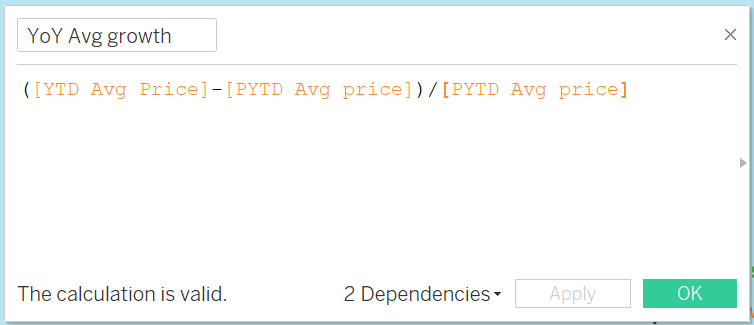 YoY Avg growth
([YTD Avg Price]-[PYTD Avg price])/[PYTD Avg price]
The calculation is valid. 2 Dependencies Apply OK